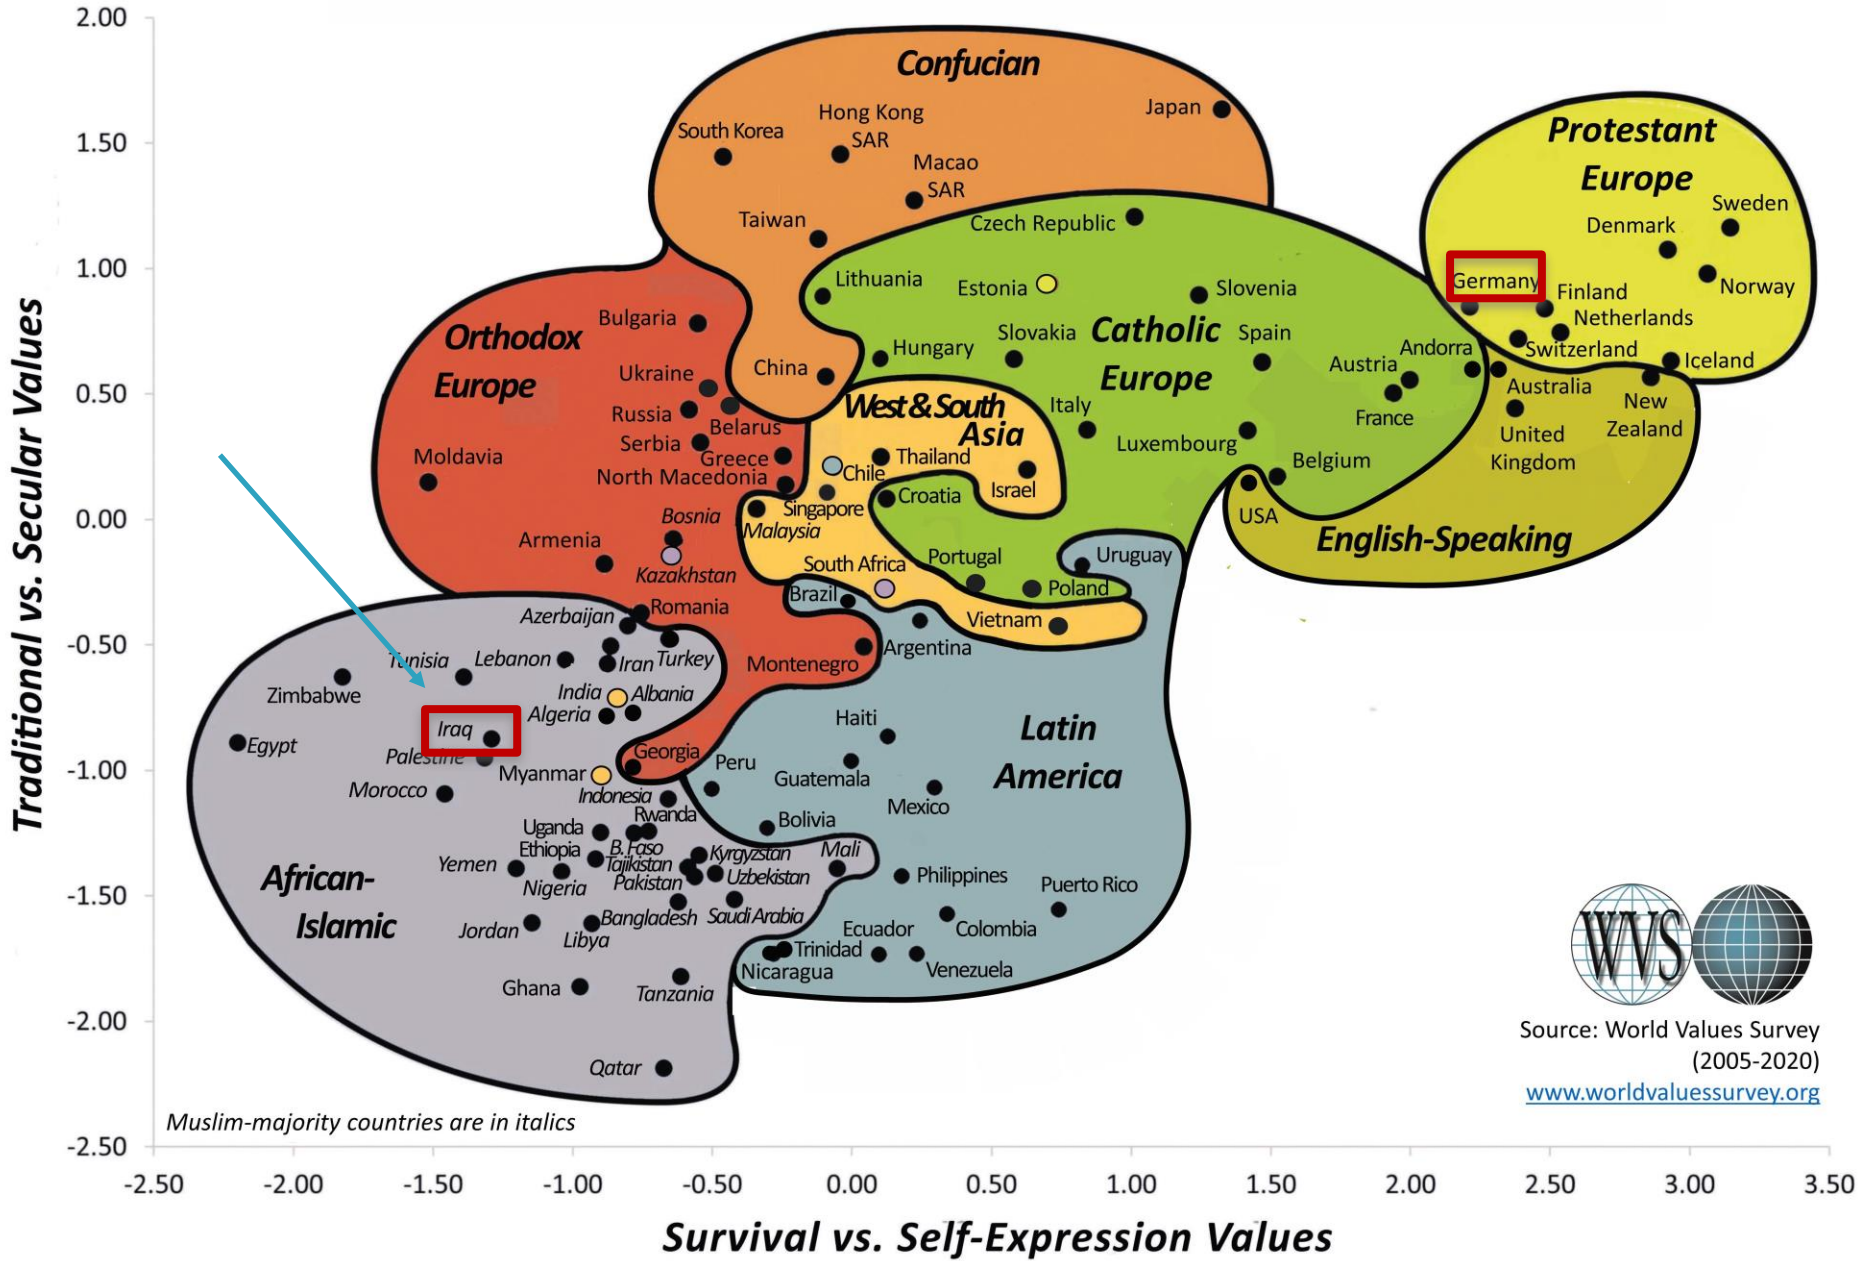 2.00
1.50
1.00
0.50
0.00
-0.50
-1.00
-1.50
-2.00
-2.50
Traditional vs. Secular Values
Confucian
Japan
Hong Kong
SAR
South Korea
Macao
SAR
Taiwan
China
Protestant
Europe
Sweden
Denmark
Norway
Germany
Finland
Netherlands
Switzerland
Iceland
Czech Republic
Lithuania
Estonia
Slovenia
Hungary
Slovakia
Catholic
Europe
Spain
Andorra
Austria
France
Italy
Luxembourg
Belgium
Croatia
Portugal
Poland
Orthodox
Europe
Bulgaria
Ukraine
Russia
Belarus
Serbia
Greece
North Macedonia
Moldavia
Bosnia
Armenia
Kazakhstan
Romania
Montenegro
Georgia
West & South
Asia
Thailand
Chile
Israel
Singapore
Malaysia
South Africa
Vietnam
Australia
New
Zealand
United
Kingdom
USA
English-Speaking
Uruguay
Brazil
Argentina
Haiti
Latin
America
Guatemala
Peru
Mexico
Bolivia
Philippines
Puerto Rico
Ecuador
Colombia
Trinidad
Nicaragua
Venezuela
Azerbaijan
Tunisia
Lebanon
Iran
Turkey
Zimbabwe
India
Albania
Algeria
Iraq
Egypt
Palestine
Myanmar
Morocco
Indonesia
Rwanda
Uganda
B. Faso
Ethiopia
Kyrgyzstan
Mali
Yemen
Tajikistan
Nigeria
Pakistan
Uzbekistan
African-
Islamic
Bangladesh
Saudi Arabia
Jordan
Libya
Ghana
Tanzania
Qatar
Muslim-majority countries are in italics
WVS
Source: World Values Survey
(2005-2020)
www.worldvaluessurvey.org
-2.50 -2.00 -1.50 -1.00 -0.50 0.00 0.50 1.00 1.50 2.00 2.50 3.00 3.50
Survival vs. Self-Expression Values